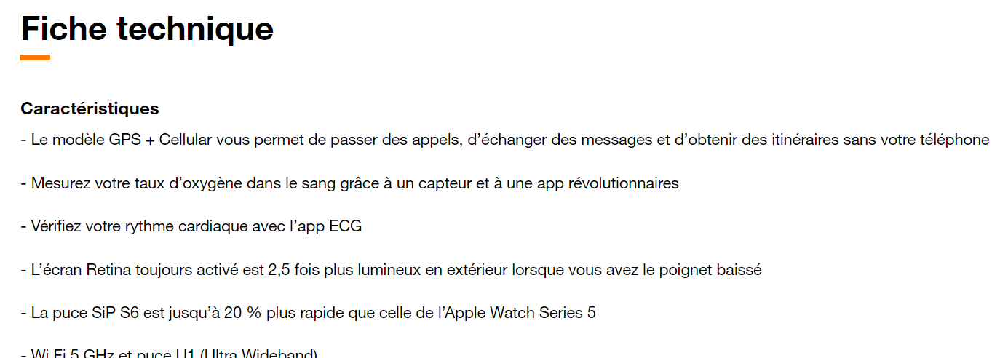 Fiche technique
Caractéristiques
- Le modèle GPS + Cellular vous permet de passer des appels, d’échanger des messages et d’obtenir des itinéraires sans votre téléphone
- Mesurez votre taux d’oxygène dans le sang grâce à un capteur et à une app révolutionnaires
- Vérifiez votre rythme cardiaque avec l’app ECG
- L’écran Retina toujours activé est 2,5 fois plus lumineux en extérieur lorsque vous avez le poignet baissé
- La puce SiP S6 est jusqu’à 20 % plus rapide que celle de l’Apple Watch Series 5
- Wi Fi 5 GHz et puce U1 (Ultra Wideband)